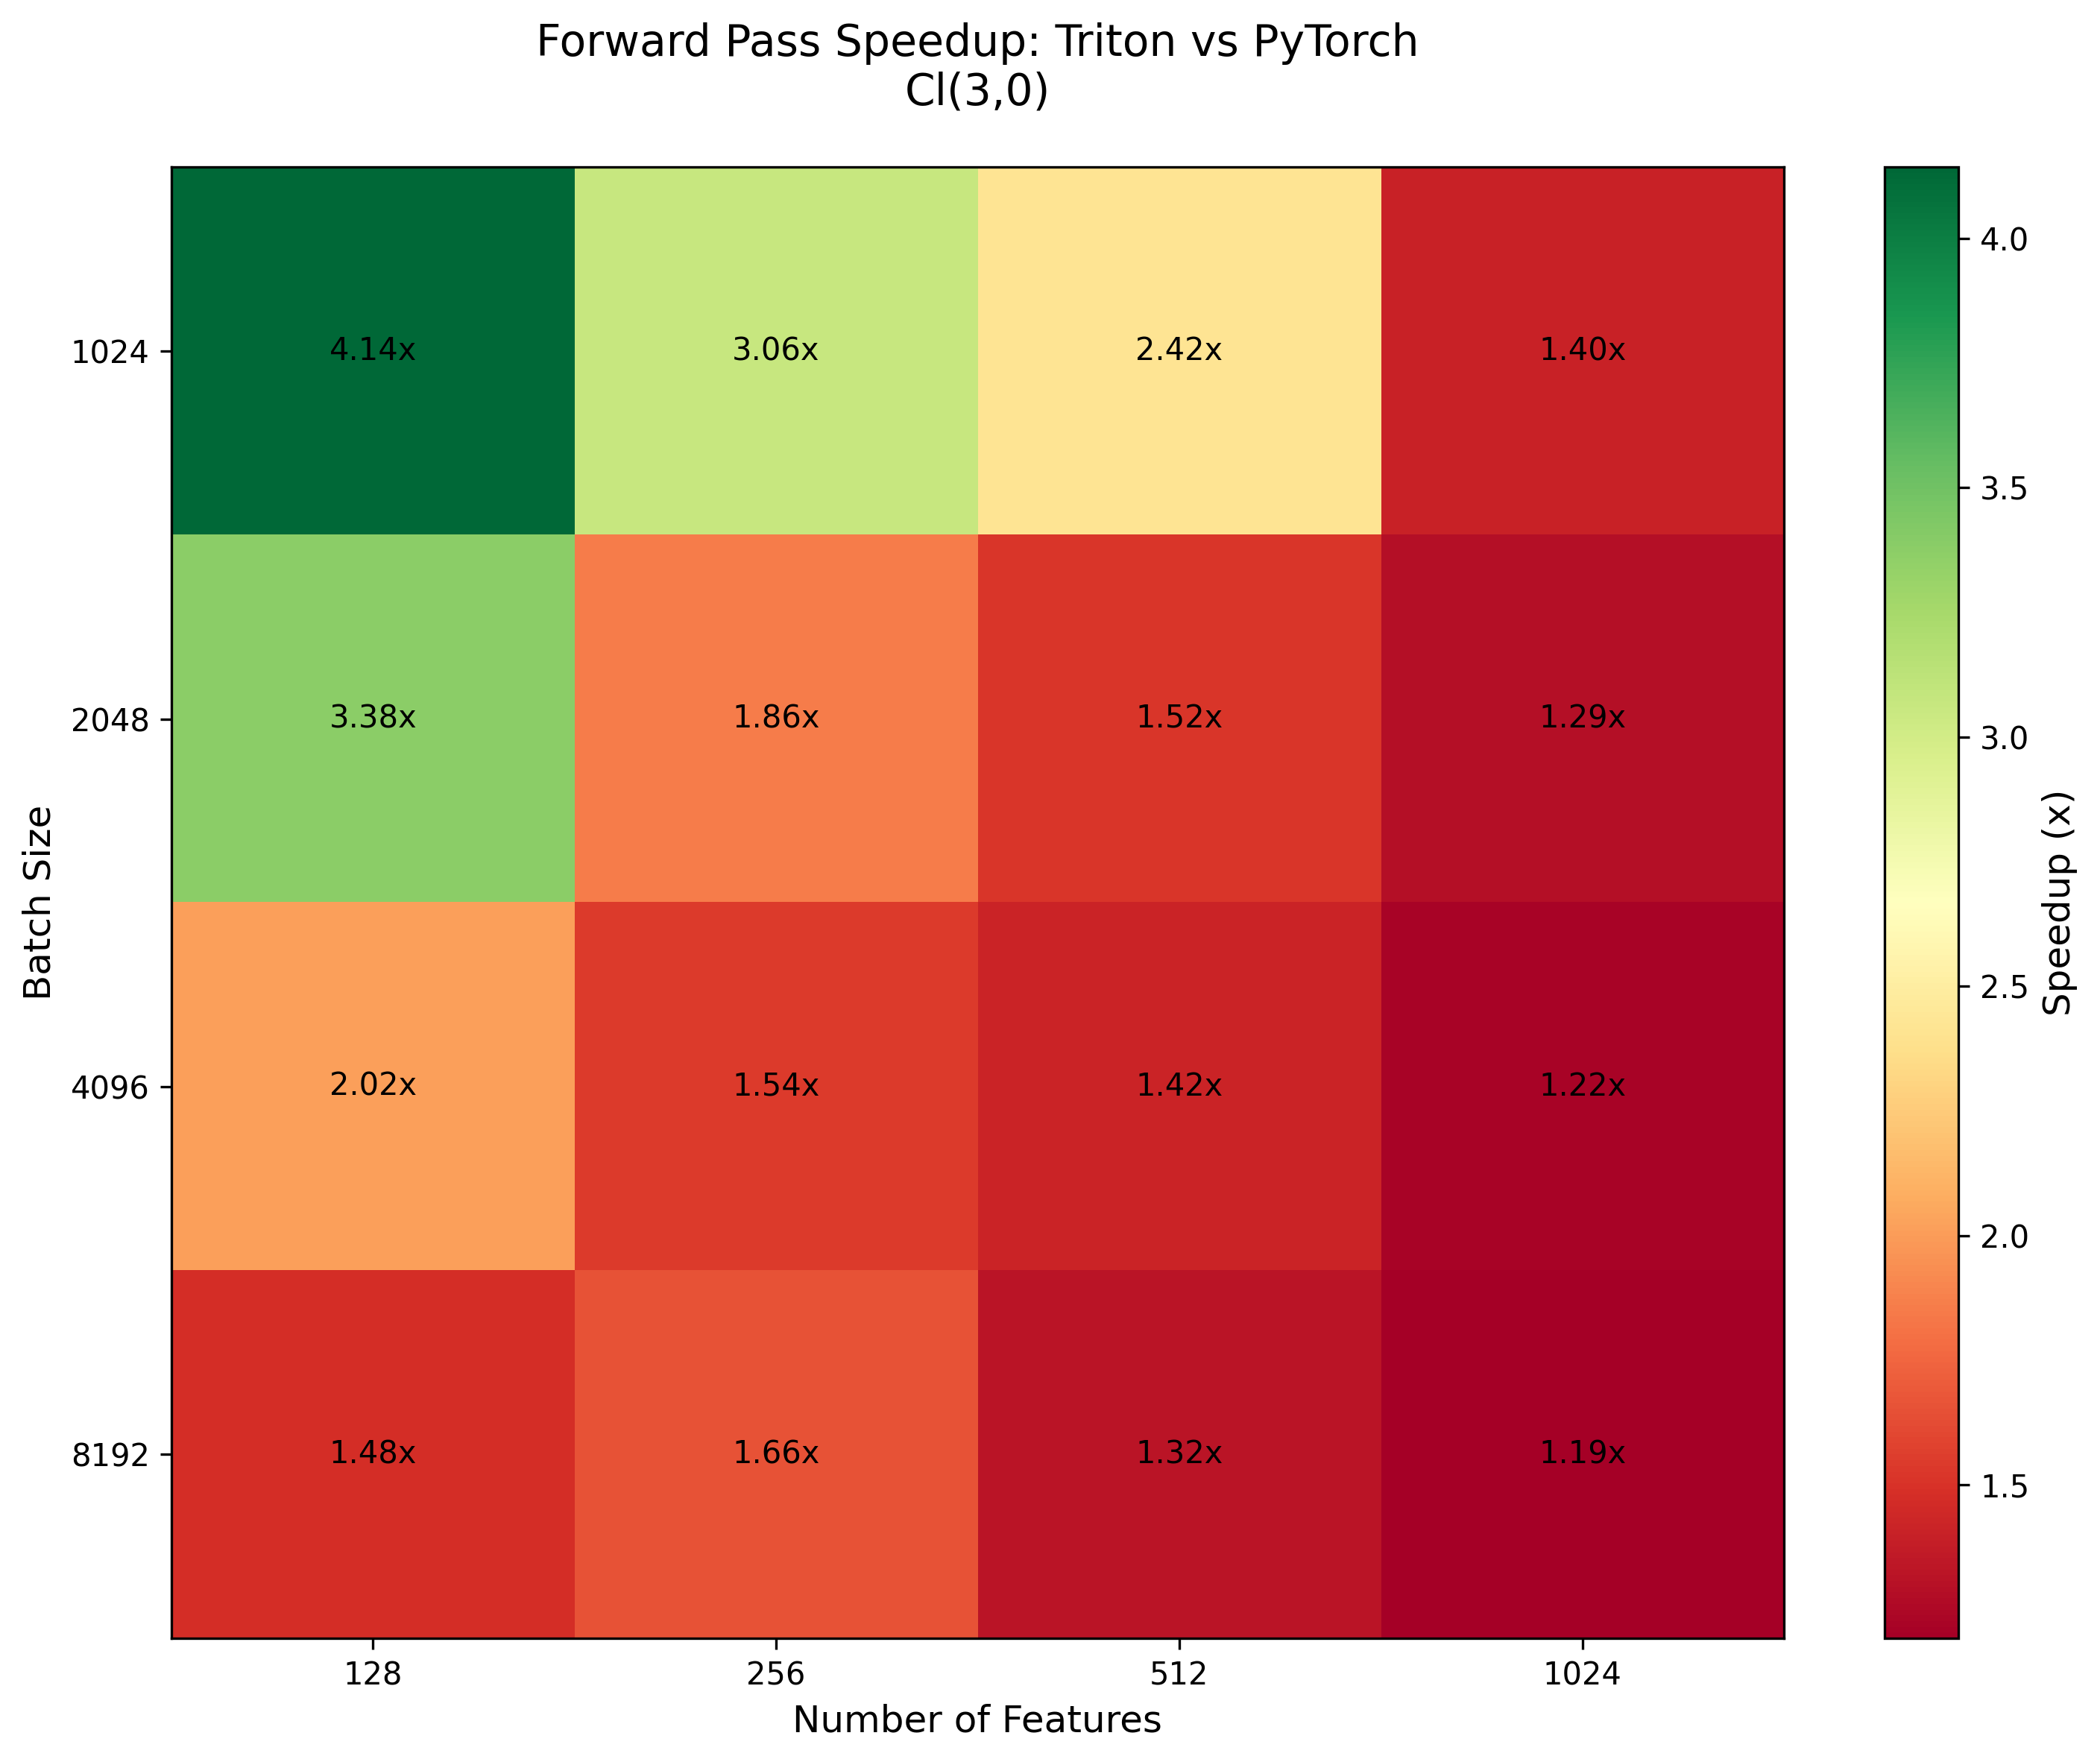 Forward Pass Speedup: Triton vs PyTorch
Cl(3,0)
1024 4.14x 3.06x 2.42x 1.40x
2048 3.38x 1.86x 1.52x 1.29x
4096 2.02x 1.54x 1.42x 1.22x
8192 1.48x 1.66x 1.32x 1.19x
128 256 512 1024
Number of Features
Batch Size
4.0
3.5
3.0
2.5
2.0
1.5
Speedup (x)